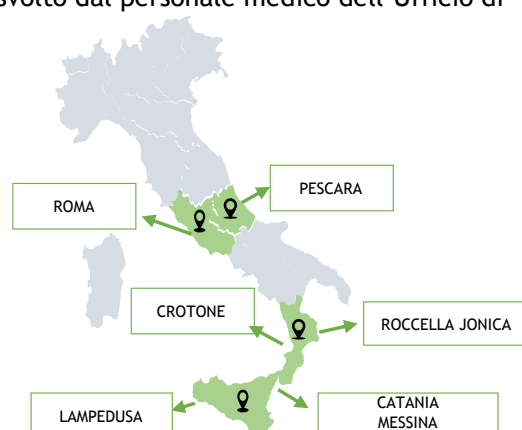 svolto dal personale medico dell'Ufficio di
PESCARA
ROMA
CROTONE
ROCCELLA JONICA
LAMPEDUSA
CATANIA
MESSINA